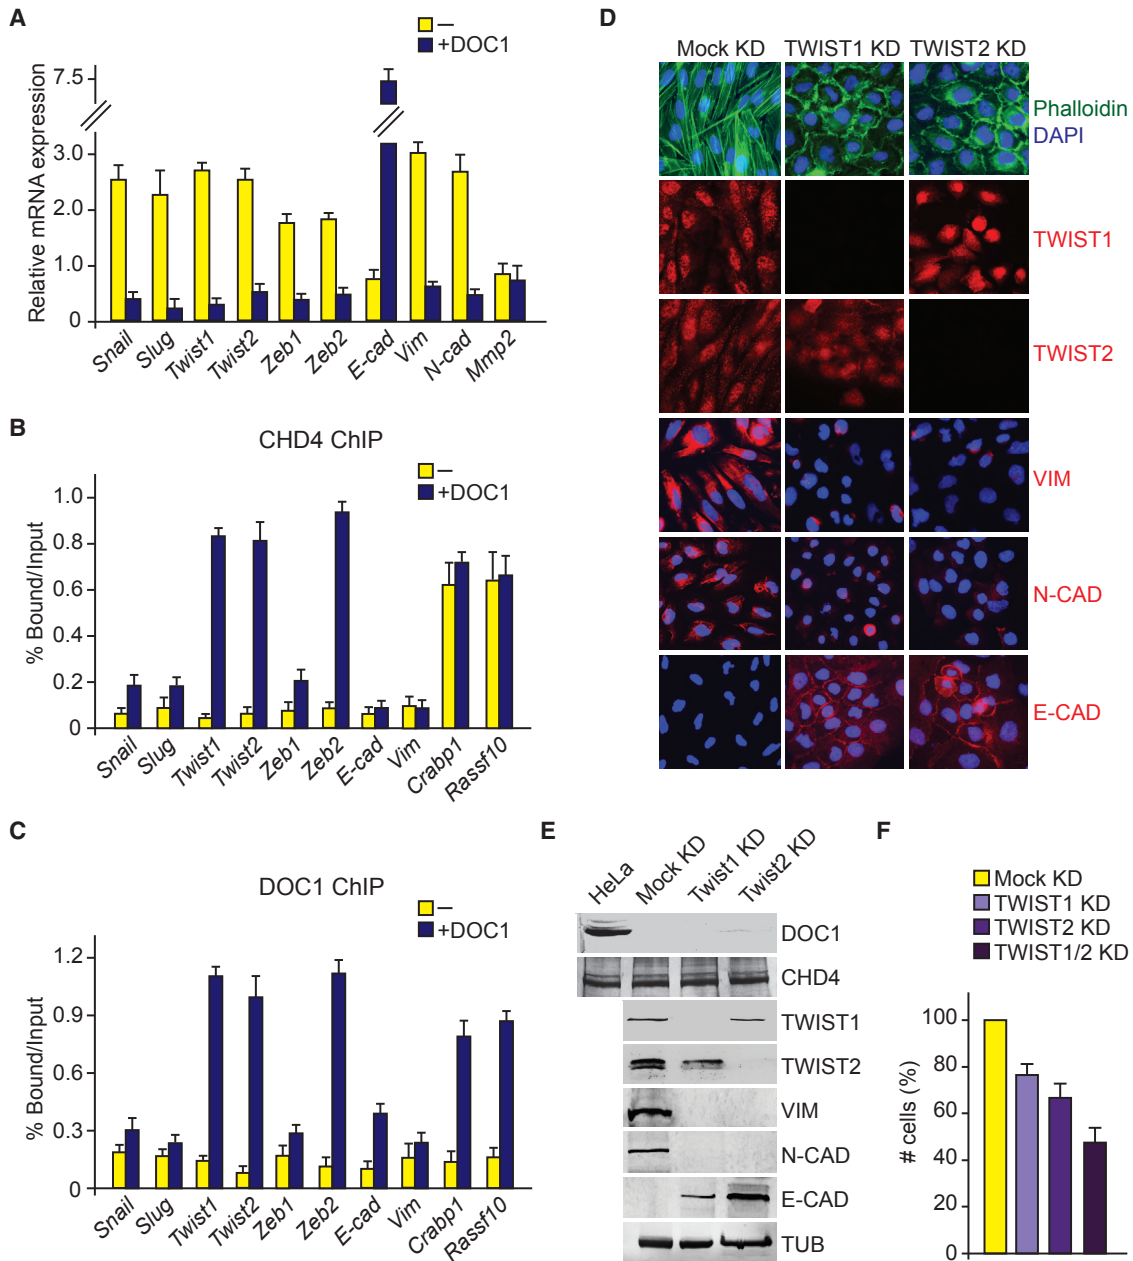 A
—
+DOC1
7.5
3.0
2.0
1.0
0
Relative mRNA expression
Snail
Slug
Twist1
Twist2
Zeb1
Zeb2
E-cad
Vim
N-cad
Mmp2
B
CHD4 ChIP
—
+DOC1
1.0
0.8
0.6
0.4
0.2
0
% Bound/Input
Snail
Slug
Twist1
Twist2
Zeb1
Zeb2
E-cad
Vim
Crabp1
Rassf10
C
DOC1 ChIP
—
+DOC1
1.2
0.9
0.6
0.3
0
% Bound/Input
Snail
Slug
Twist1
Twist2
Zeb1
Zeb2
E-cad
Vim
Crabp1
Rassf10
D
Mock KD TWIST1 KD TWIST2 KD
Phalloidin
DAPI
TWIST1
TWIST2
VIM
N-CAD
E-CAD
E
HeLa
Mock KD
Twist1 KD
Twist2 KD
DOC1
CHD4
TWIST1
TWIST2
VIM
N-CAD
E-CAD
TUB
F
Mock KD
TWIST1 KD
TWIST2 KD
TWIST1/2 KD
100
80
60
40
20
0
# cells (%)